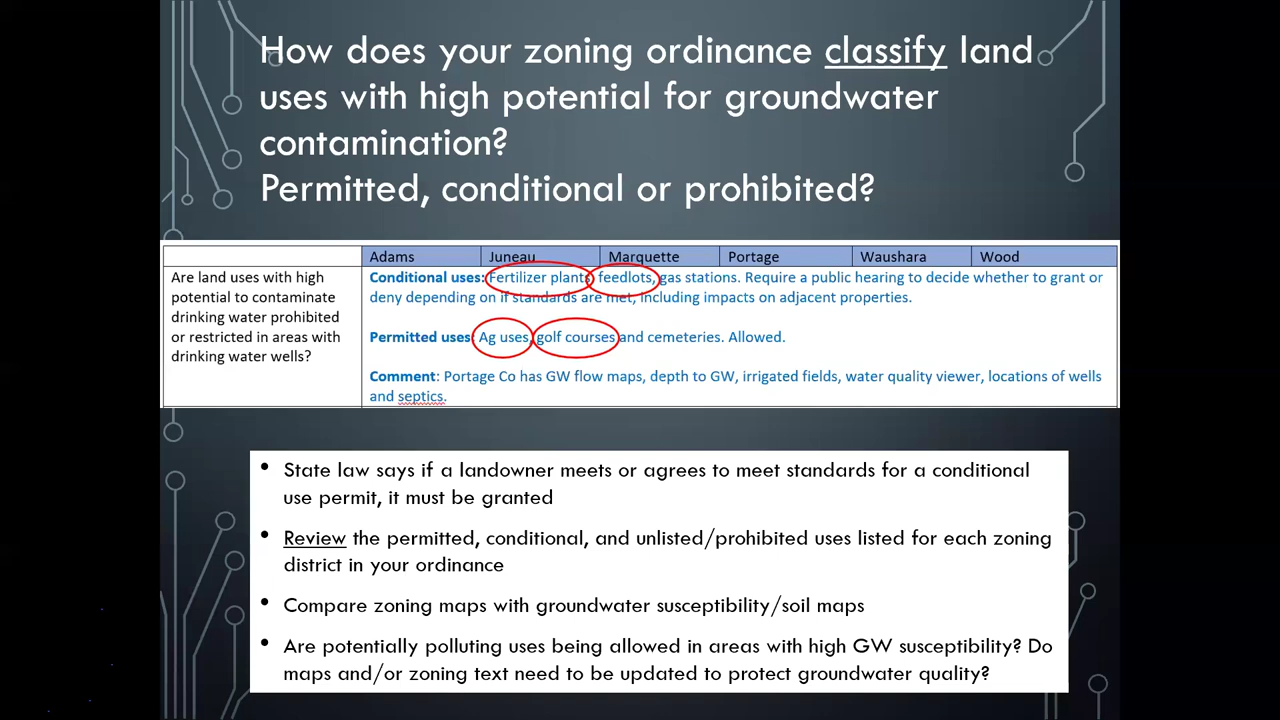 How does your zoning ordinance classify land
uses with high potential for groundwater
contamination?
Permitted, conditional or prohibited?
Adams Juneau Marquette Portage Waushara Wood
Are land uses with high
potential to contaminate
drinking water prohibited
or restricted in areas with
drinking water wells?
Conditional uses: Fertilizer plants, feedlots, gas stations. Require a public hearing to decide whether to grant or
deny depending on if standards are met, including impacts on adjacent properties.
Permitted uses: Ag uses, golf courses and cemeteries. Allowed.
Comment: Portage Co has GW flow maps, depth to GW, irrigated fields, water quality viewer, locations of wells
and septics.
• State law says if a landowner meets or agrees to meet standards for a conditional
use permit, it must be granted
• Review the permitted, conditional, and unlisted/prohibited uses listed for each zoning
district in your ordinance
• Compare zoning maps with groundwater susceptibility/soil maps
• Are potentially polluting uses being allowed in areas with high GW susceptibility? Do
maps and/or zoning text need to be updated to protect groundwater quality?